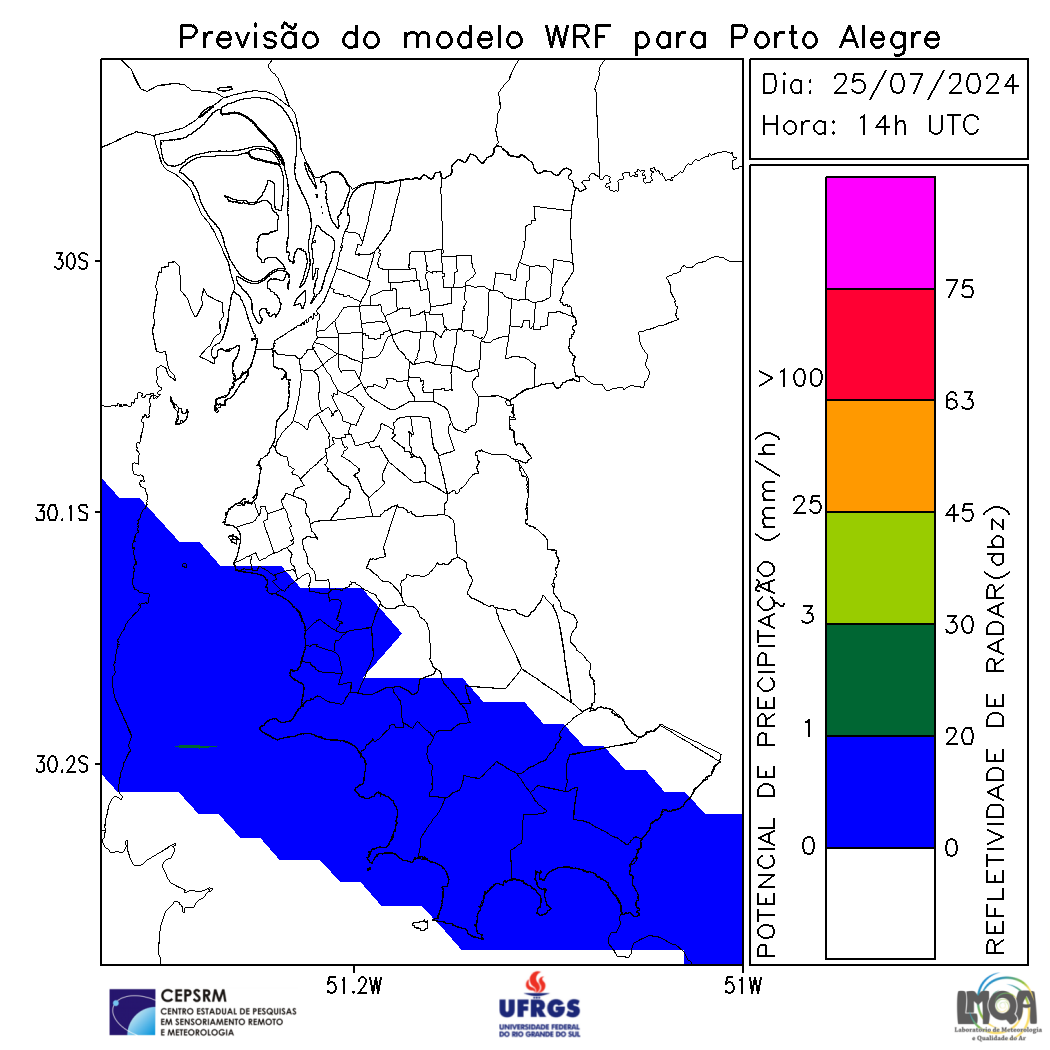 Previsão do modelo WRF para Porto Alegre
Dia: 25/07/2024
Hora: 14h UTC
30S
30.1S
30.2S
51.2W
51W
POTENCIAL DE PRECIPITAÇÃO (mm/h)
>100
25
3
1
0
75
63
45
30
20
0
REFLETIVIDADE DE RADAR(dbz)
CEPSRM
CENTRO ESTADUAL DE PESQUISAS
EM SENSORIAMENTO REMOTO
E METEOROLOGIA
UFRGS
UNIVERSIDADE FEDERAL
DO RIO GRANDE DO SUL
LMQA
Laboratório de Meteorologia
e Qualidade do Ar